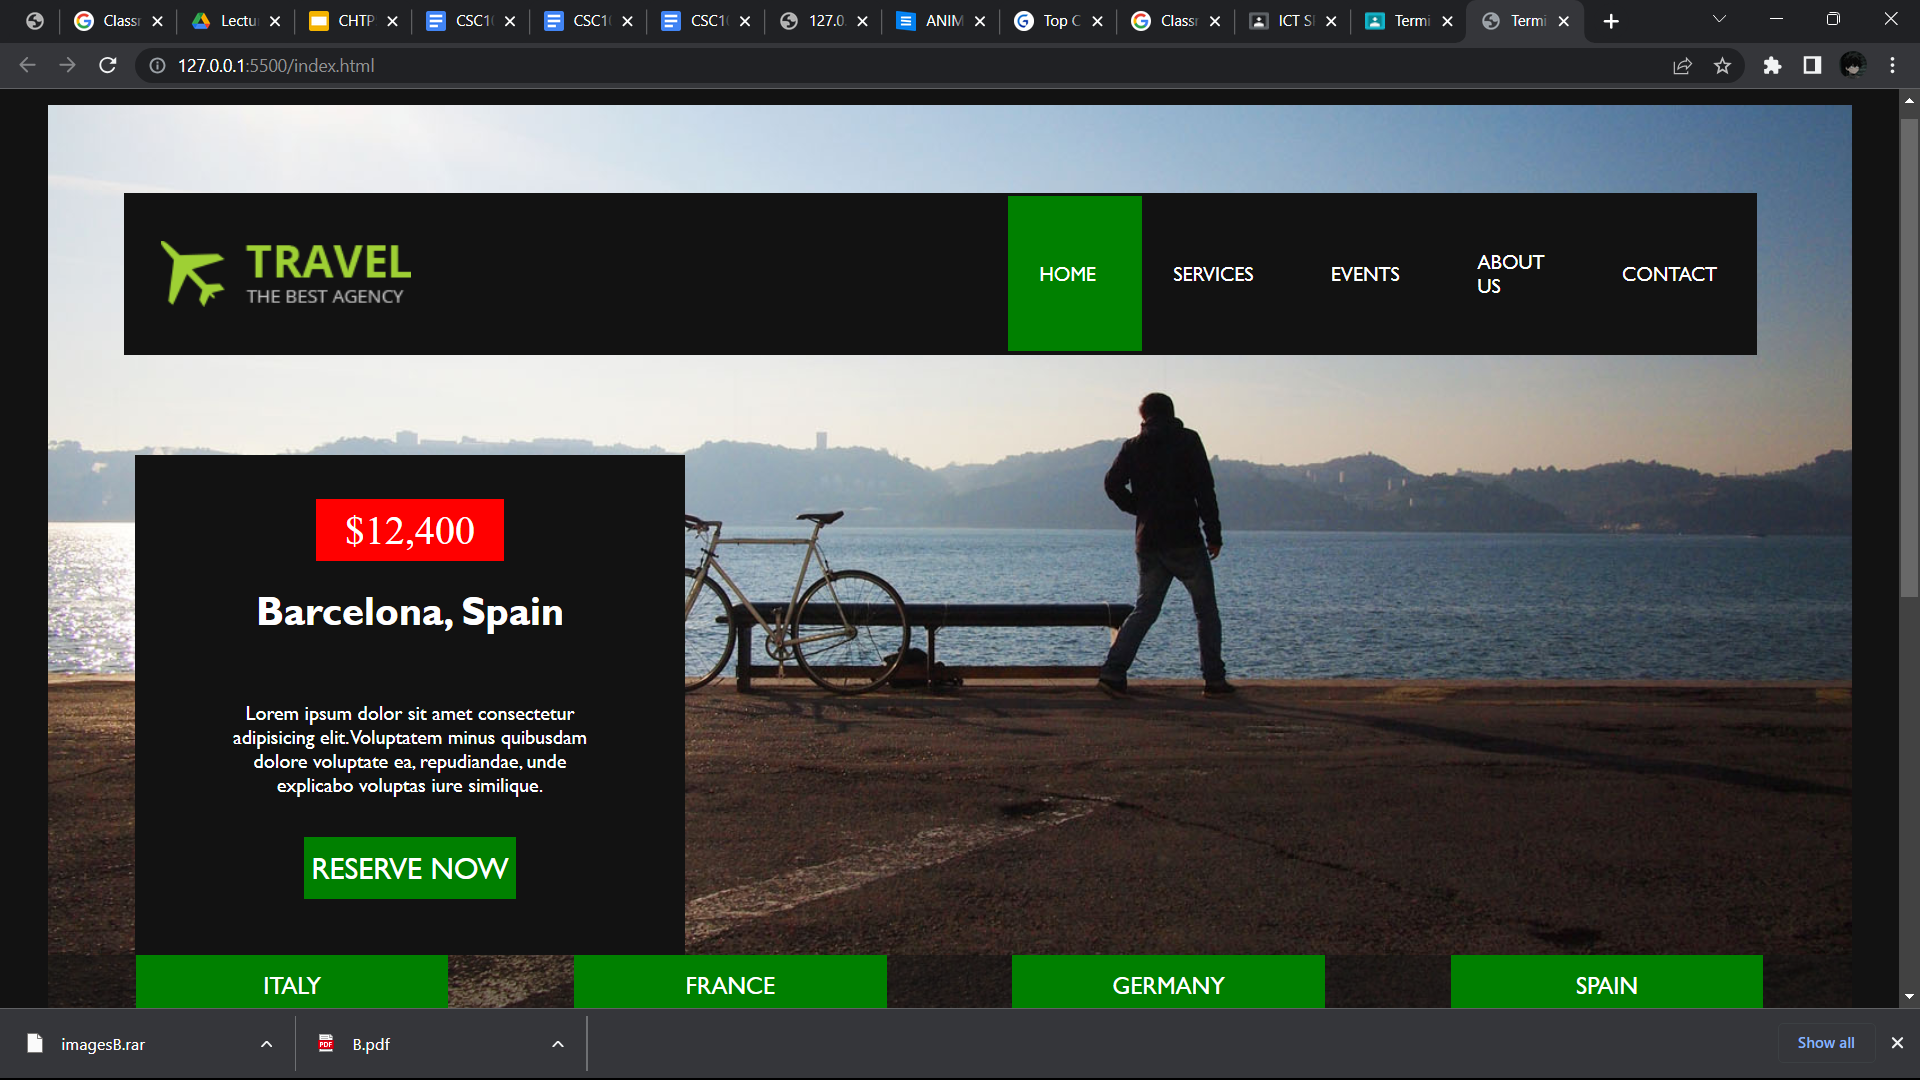 Classr
Lectu
CHTP
CSC1
CSC1
CSC1
127.0.
ANIM
Top C
Classr
ICT S
Termi
Termi
127.0.0.1:5500/index.html
TRAVEL
THE BEST AGENCY
HOME
SERVICES
EVENTS
ABOUT
US
CONTACT
$12,400
Barcelona, Spain
Lorem ipsum dolor sit amet consectetur
adipisicing elit. Voluptatem minus quibusdam
dolore voluptate ea, repudiandae, unde
explicabo voluptas iure similique.
RESERVE NOW
ITALY
FRANCE
GERMANY
SPAIN
imagesB.rar
PDF
B.pdf
Show all